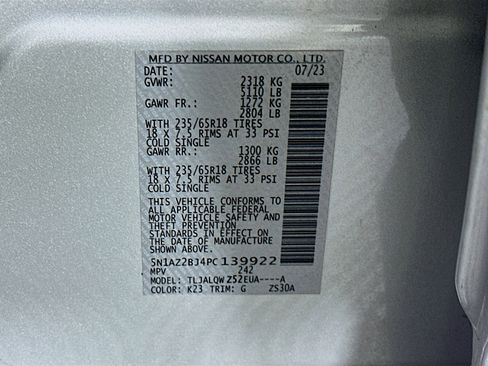 MFD BY NISSAN MOTOR CO., LTD.
DATE: 07/23
GVWR: 2318 KG
5110 LB
GAWR FR.: 1272 KG
2804 LB
WITH 235/65R18 TIRES
18 X 7.5 RIMS AT 33 PSI
COLD SINGLE
GAWR RR.: 1300 KG
2866 LB
WITH 235/65R18 TIRES
18 X 7.5 RIMS AT 33 PSI
COLD SINGLE
THIS VEHICLE CONFORMS TO
ALL APPLICABLE FEDERAL
MOTOR VEHICLE SAFETY AND
THEFT PREVENTION
STANDARDS IN EFFECT ON
THE DATE OF MANUFACTURE
SHOWN ABOVE.
5N1AZ2BJ4PC 139922
MPV 242
MODEL: TLJALQW Z52EUA----A
COLOR: K23 TRIM: G ZS30A